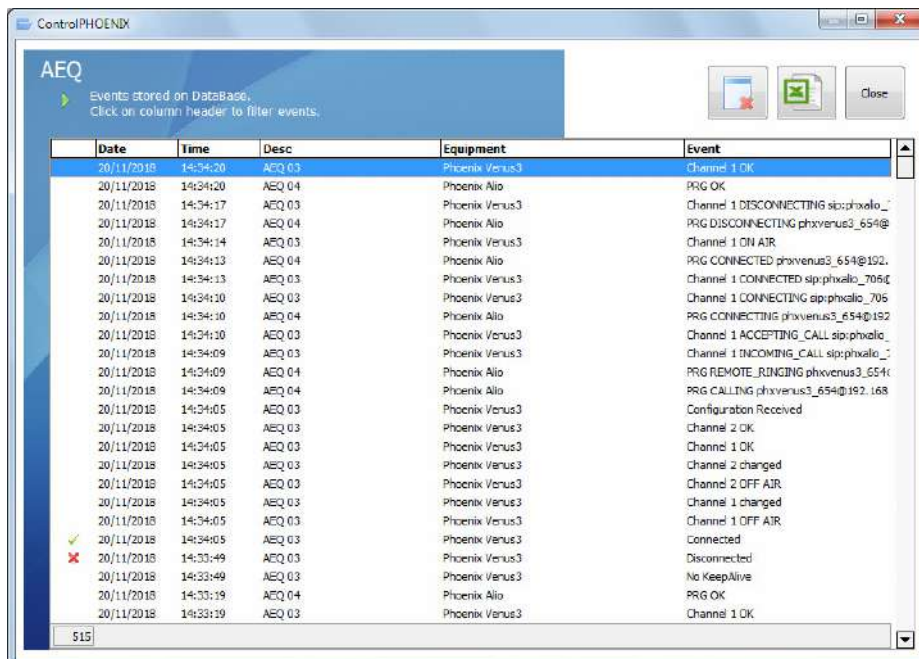 ControlPHOENIX
AEQ
Events stored on DataBase.
Click on column header to filter events.
Close
Date Time Desc Equipment Event
20/11/2018 14:34:20 AEQ 03 Phoenix Venus3 Channel 1 OK
20/11/2018 14:34:20 AEQ 04 Phoenix Alio PRG OK
20/11/2018 14:34:17 AEQ 03 Phoenix Venus3 Channel 1 DISCONNECTING sip:phxalio_
20/11/2018 14:34:17 AEQ 04 Phoenix Alio PRG DISCONNECTING phxvenus3_654@
20/11/2018 14:34:14 AEQ 03 Phoenix Venus3 Channel 1 ON AIR
20/11/2018 14:34:13 AEQ 04 Phoenix Alio PRG CONNECTED phxvenus3_654@192.
20/11/2018 14:34:13 AEQ 03 Phoenix Venus3 Channel 1 CONNECTED sip:phxalio_706@
20/11/2018 14:34:10 AEQ 03 Phoenix Venus3 Channel 1 CONNECTING sip:phxalio_706
20/11/2018 14:34:10 AEQ 04 Phoenix Alio PRG CONNECTING phxvenus3_654@192
20/11/2018 14:34:10 AEQ 03 Phoenix Venus3 Channel 1 ACCEPTING_CALL sip:phxalio_
20/11/2018 14:34:09 AEQ 03 Phoenix Venus3 Channel 1 INCOMING_CALL sip:phxalio_
20/11/2018 14:34:09 AEQ 04 Phoenix Alio PRG REMOTE_RINGING phxvenus3_654
20/11/2018 14:34:09 AEQ 04 Phoenix Alio PRG CALLING phxvenus3_654@192.168
20/11/2018 14:34:05 AEQ 03 Phoenix Venus3 Configuration Received
20/11/2018 14:34:05 AEQ 03 Phoenix Venus3 Channel 2 OK
20/11/2018 14:34:05 AEQ 03 Phoenix Venus3 Channel 1 OK
20/11/2018 14:34:05 AEQ 03 Phoenix Venus3 Channel 2 changed
20/11/2018 14:34:05 AEQ 03 Phoenix Venus3 Channel 2 OFF AIR
20/11/2018 14:34:05 AEQ 03 Phoenix Venus3 Channel 1 changed
20/11/2018 14:34:05 AEQ 03 Phoenix Venus3 Channel 1 OFF AIR
20/11/2018 14:34:05 AEQ 03 Phoenix Venus3 Connected
20/11/2018 14:33:49 AEQ 03 Phoenix Venus3 Disconnected
20/11/2018 14:33:49 AEQ 03 Phoenix Venus3 No KeepAlive
20/11/2018 14:33:19 AEQ 04 Phoenix Alio PRG OK
20/11/2018 14:33:19 AEQ 03 Phoenix Venus3 Channel 1 OK
515